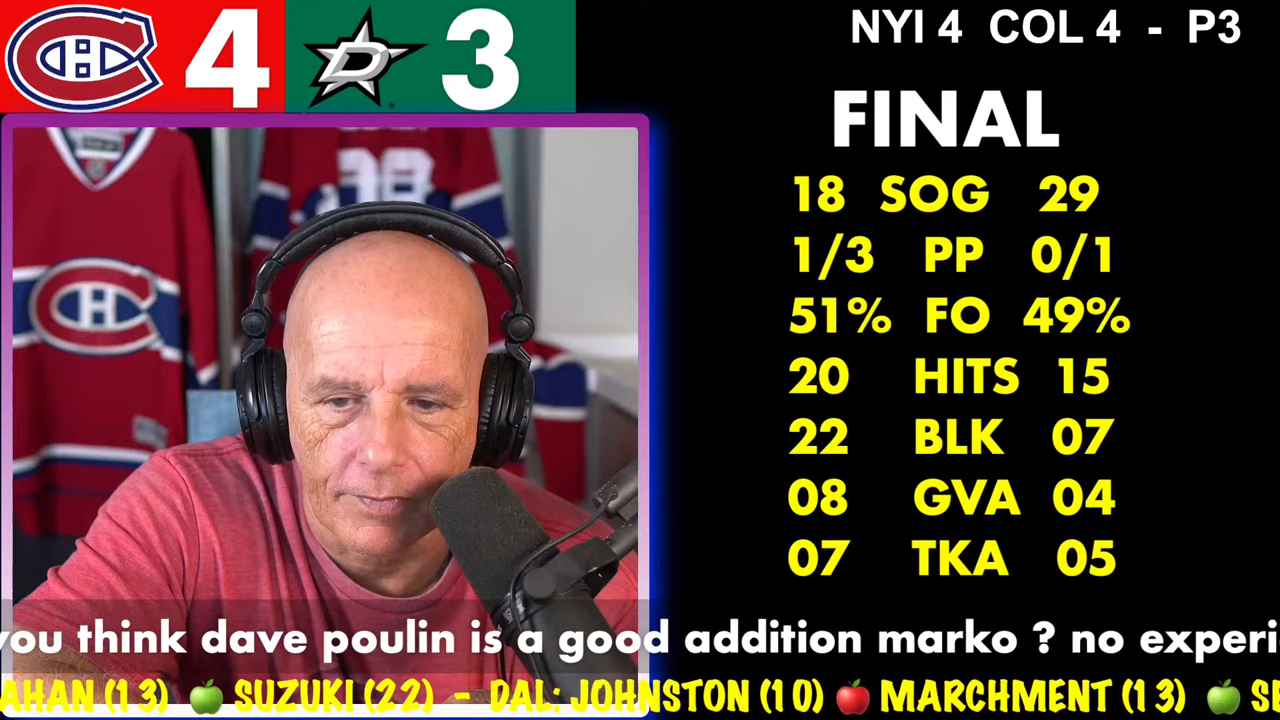 4 3 NYI 4 COL 4 - P3
FINAL
18 SOG 29
1/3 PP 0/1
51% FO 49%
20 HITS 15
22 BLK 07
08 GVA 04
07 TKA 05
you think dave poulin is a good addition marko ? no experi
AHAN (13) SUZUKI (22) - DAL: JOHNSTON (10) MARCHMENT (13)